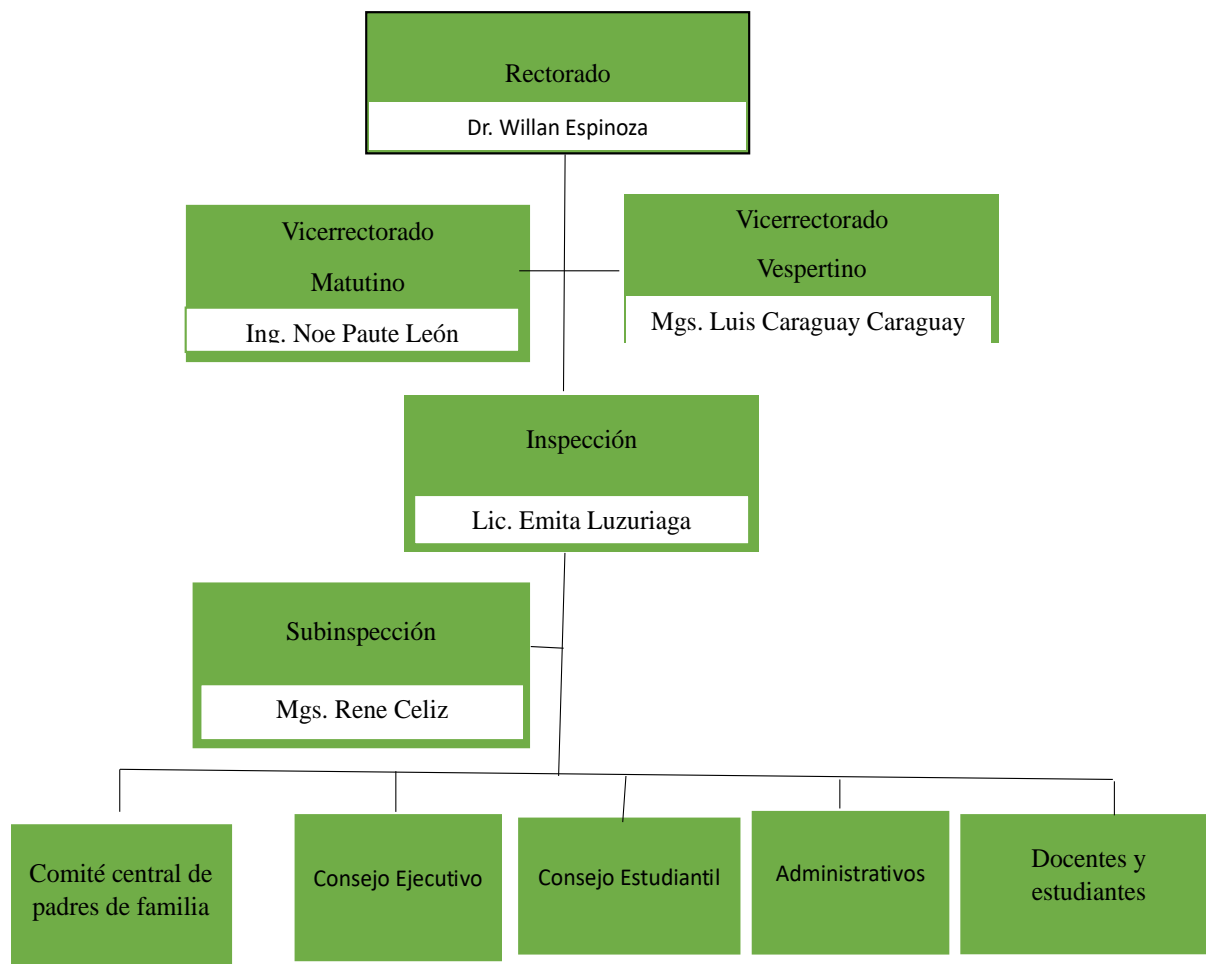 Rectorado
Dr. Willan Espinoza
Vicerrectorado
Matutino
Ing. Noe Paute León
Vicerrectorado
Vespertino
Mgs. Luis Caraguay Caraguay
Inspección
Lic. Emita Luzuriaga
Subinspección
Mgs. Rene Celiz
Comité central de
padres de familia
Consejo Ejecutivo
Consejo Estudiantil
Administrativos
Docentes y
estudiantes